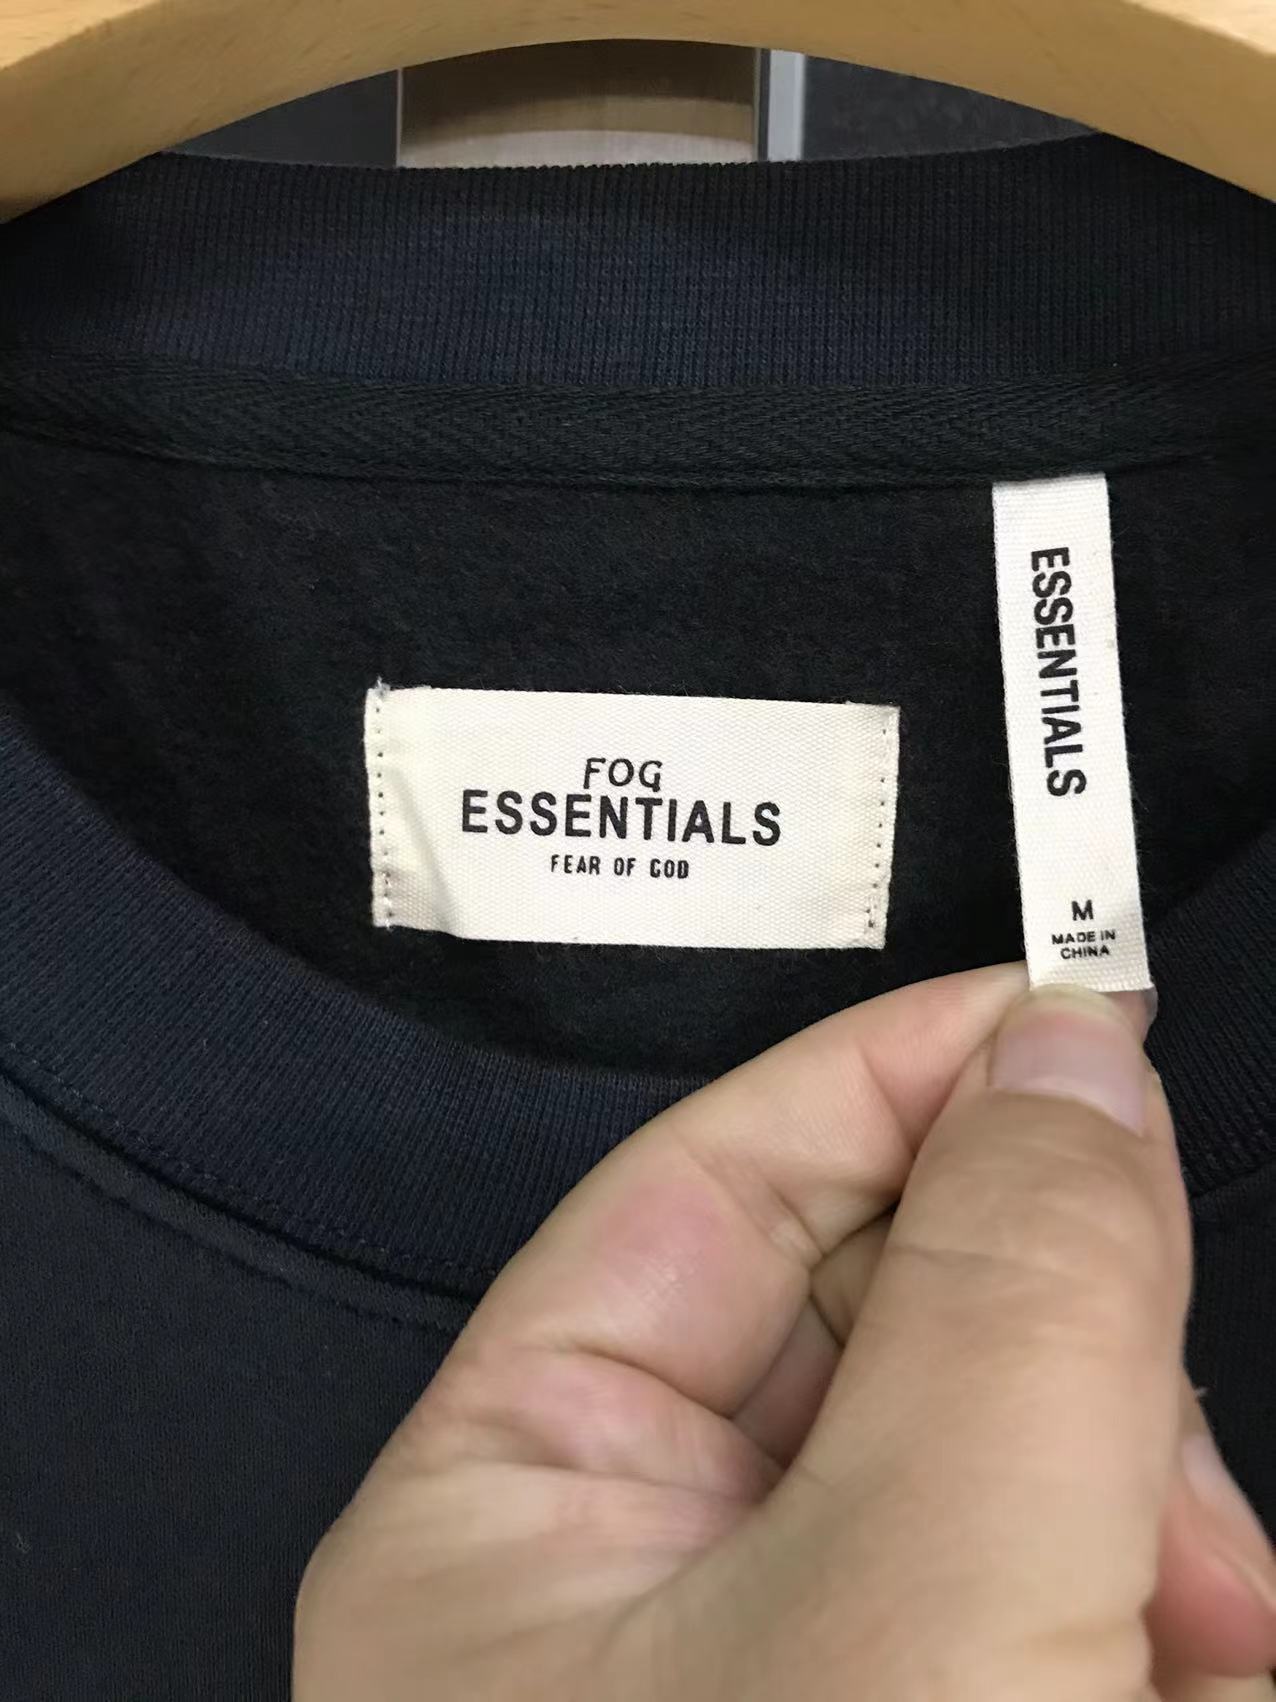 FOG
ESSENTIALS
FEAR OF GOD
ESSENTIALS
M
MADE IN
CHINA